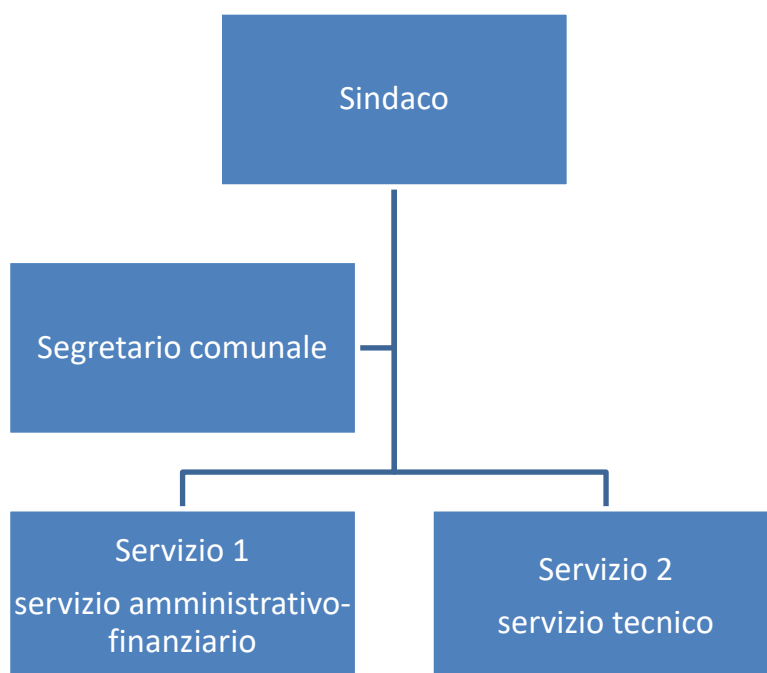 Sindaco
Segretario comunale
Servizio 1
servizio amministrativo-
finanziario
Servizio 2
servizio tecnico